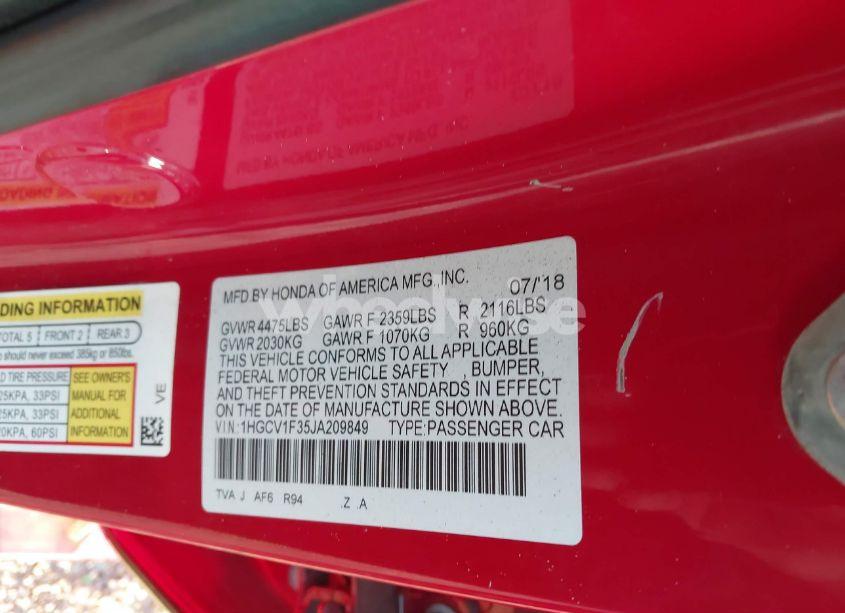 MFD.BY HONDA OF AMERICA MFG.,INC. 07/'18
GVWR 4475LBS GAWR F 2359LBS R 2116LBS
GVWR 2030KG GAWR F 1070KG R 960KG
THIS VEHICLE CONFORMS TO ALL APPLICABLE
FEDERAL MOTOR VEHICLE SAFETY , BUMPER,
AND THEFT PREVENTION STANDARDS IN EFFECT
ON THE DATE OF MANUFACTURE SHOWN ABOVE.
V I N :1HGCV1F35JA209849 TYPE:PASSENGER CAR
TVA J AF6 R94 .Z .A
DING INFORMATION
TOTAL 5 FRONT 2 REAR 3
should never exceed 385kg or 850lbs.
TIRE PRESSURE SEE OWNER'S
25KPA, 33PSI MANUAL FOR
25KPA, 33PSI ADDITIONAL
20KPA, 60PSI INFORMATION
VE